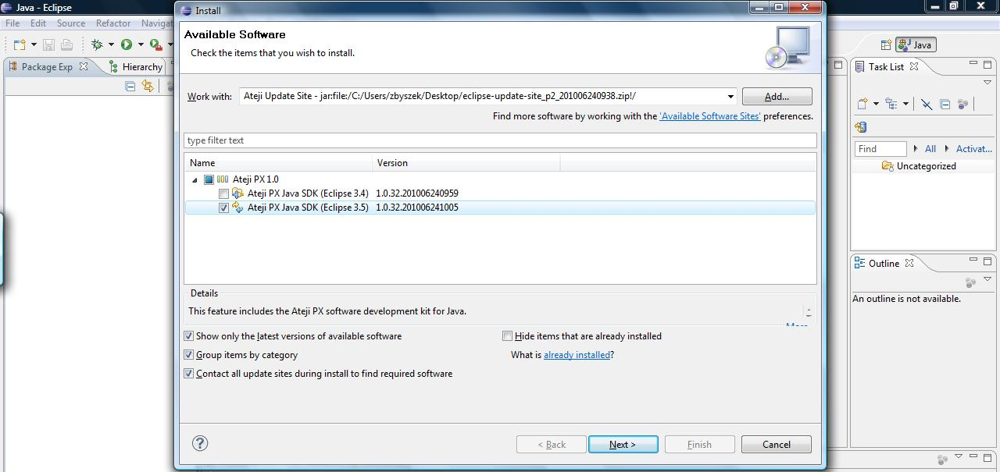 Java - Eclipse
File Edit Source Refactor Navigat
Package Exp
Hierarchy
Install
Available Software
Check the items that you wish to install.
Work with: Ateji Update Site - jar:file:/C:/Users/zbyszek/Desktop/eclipse-update-site_p2_201006240938.zip!/ Add...
Find more software by working with the 'Available Software Sites' preferences.
type filter text
Name Version
Ateji PX 1.0
Ateji PX Java SDK (Eclipse 3.4) 1.0.32.201006240959
Ateji PX Java SDK (Eclipse 3.5) 1.0.32.201006241005
Details
This feature includes the Ateji PX software development kit for Java.
More...
Show only the latest versions of available software
Hide items that are already installed
Group items by category
What is already installed?
Contact all update sites during install to find required software
? < Back Next > Finish Cancel
Java
Task List
Find All Activat...
Uncategorized
Outline
An outline is not available.